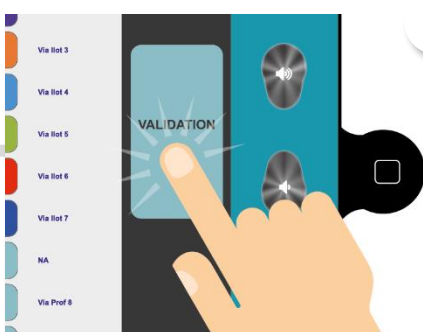 Via Ilot 3
Via Ilot 4
Via Ilot 5
Via Ilot 6
Via Ilot 7
NA
Via Prof 8
VALIDATION